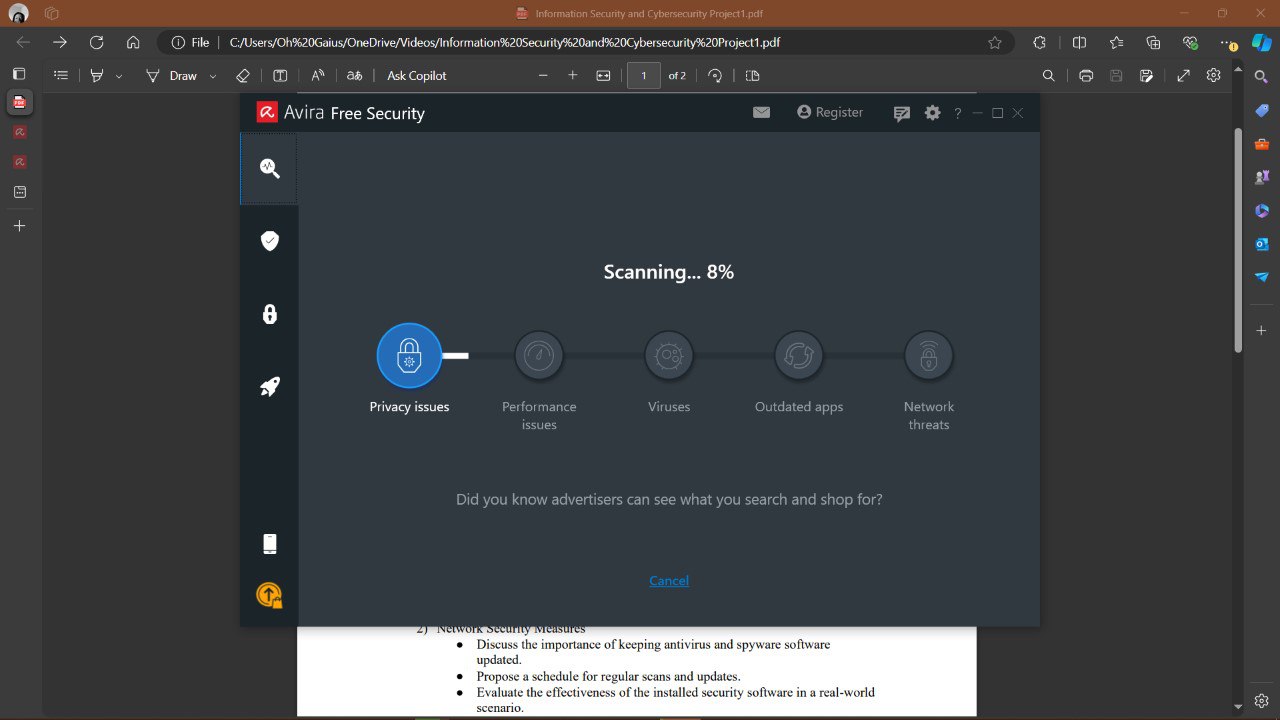 Information Security and Cybersecurity Project1.pdf
File C:/Users/Oh%20Gaius/OneDrive/Videos/Information%20Security%20and%20Cybersecurity%20Project1.pdf
Draw
Ask Copilot
1 of 2
Avira Free Security
Register
?
Scanning... 8%
Privacy issues
Performance issues
Viruses
Outdated apps
Network threats
Did you know advertisers can see what you search and shop for?
Cancel
2) Network Security Measures
● Discuss the importance of keeping antivirus and spyware software
updated.
● Propose a schedule for regular scans and updates.
● Evaluate the effectiveness of the installed security software in a real-world
scenario.